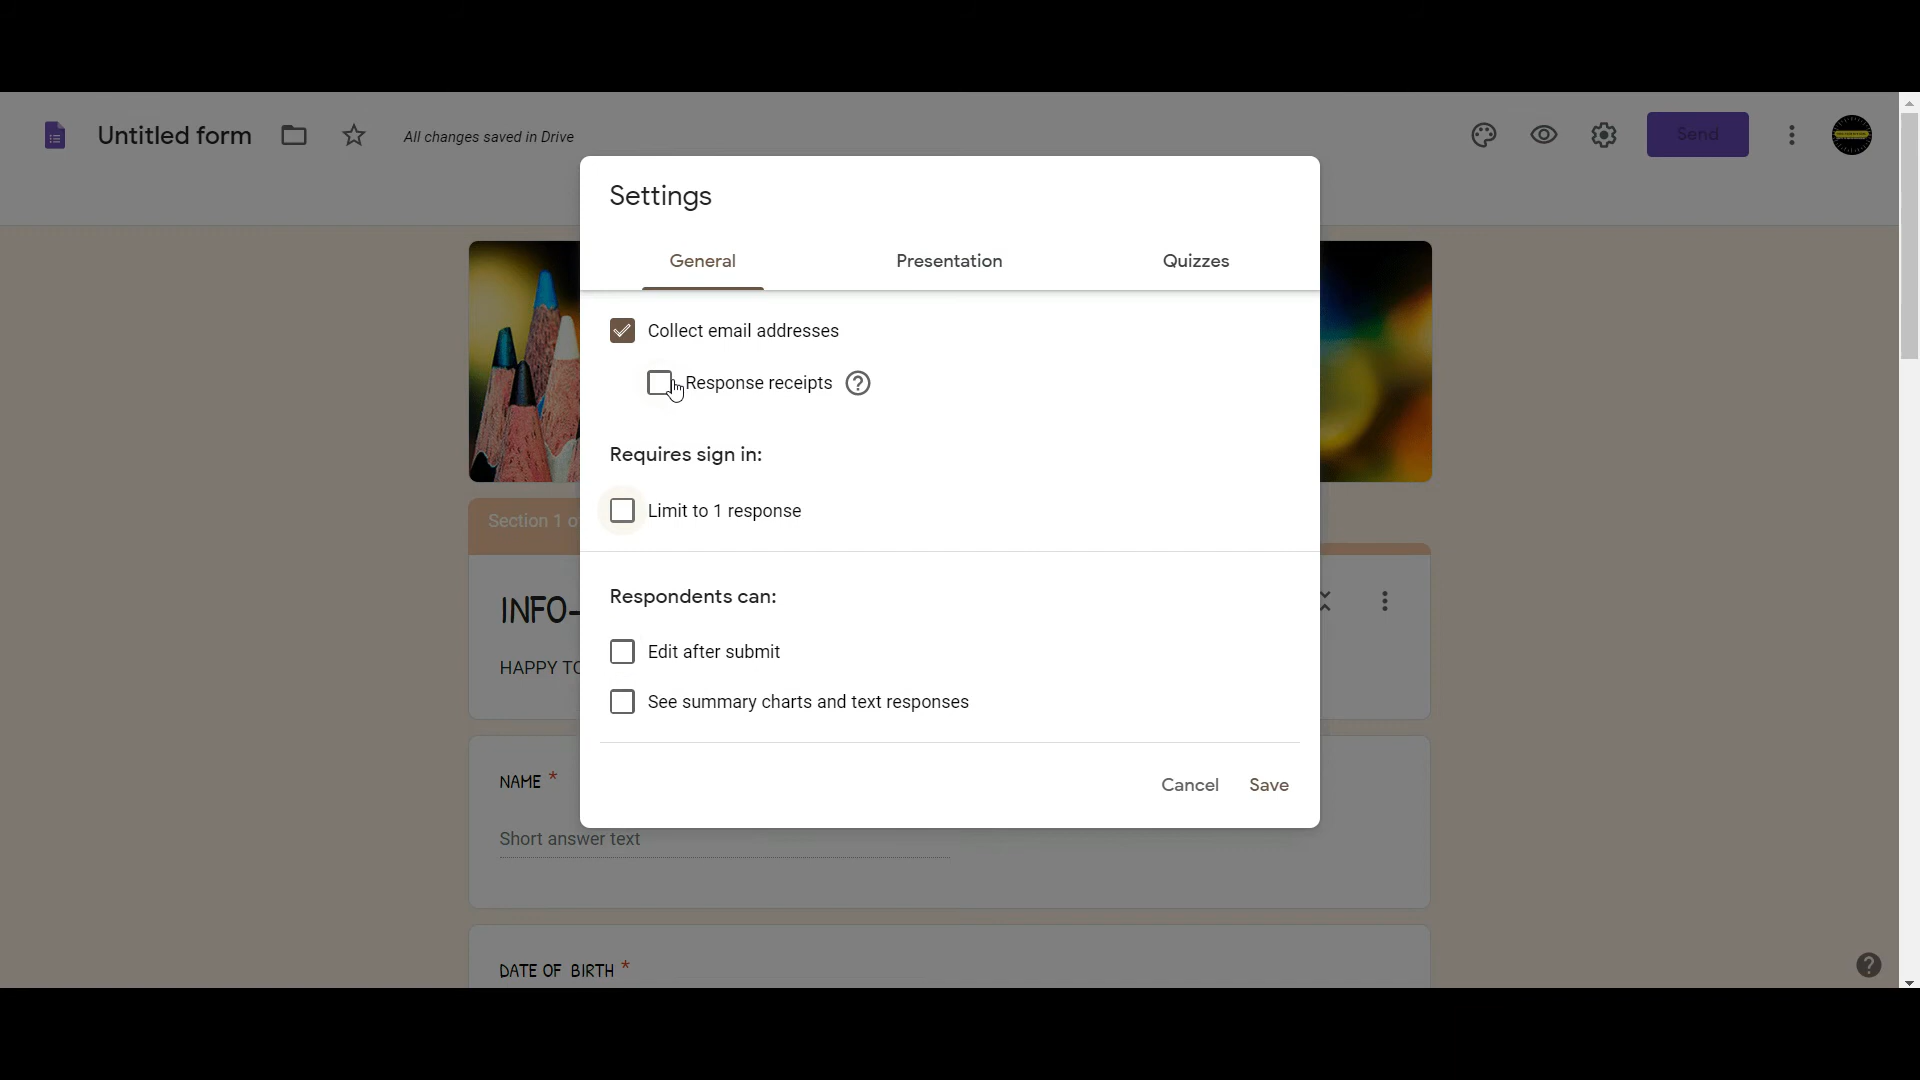 Untitled form
All changes saved in Drive
Send
Settings
General
Presentation
Quizzes
Collect email addresses
Response receipts
Requires sign in:
Limit to 1 response
Section 1 o
INFO-
HAPPY TO
Respondents can:
Edit after submit
See summary charts and text responses
Cancel
Save
NAME *
Short answer text
DATE OF BIRTH *